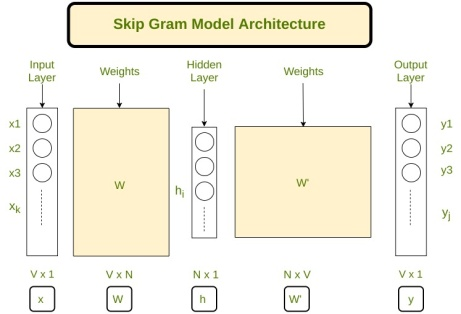 Skip Gram Model Architecture
Input
Layer
Weights
Hidden
Layer
Weights
Output
Layer
x1
x2
x3
xk
W
hi
W'
y1
y2
y3
yj
V x 1
V x N
N x 1
N x V
V x 1
x
W
h
W'
y